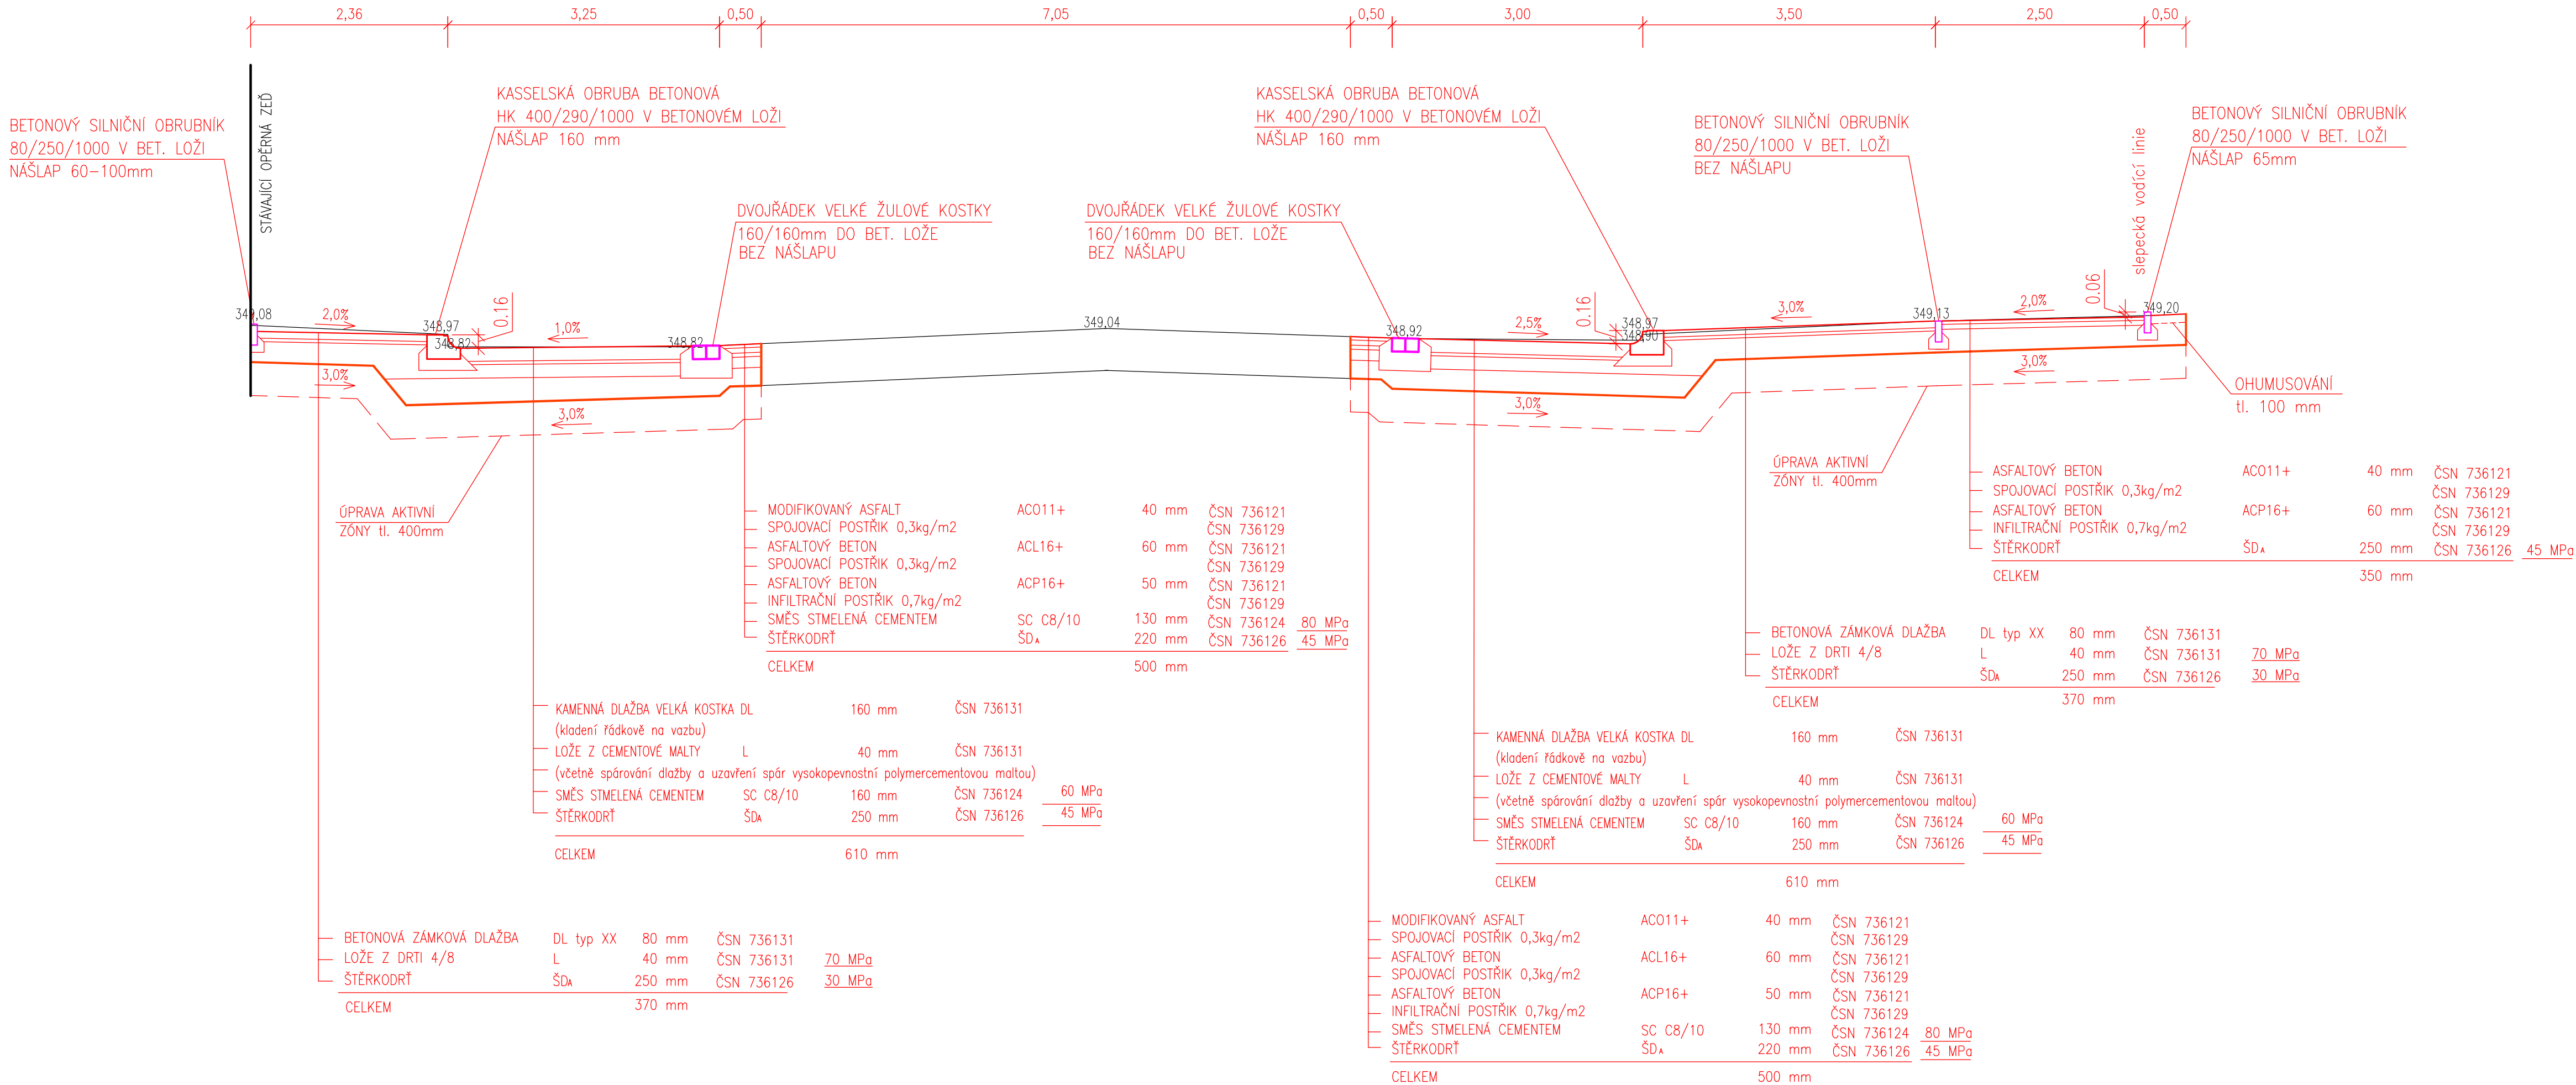 2,36 3,25 0,50 7,05 0,50 3,00 3,50 2,50 0,50
BETONOVÝ SILNIČNÍ OBRUBNÍK
80/250/1000 V BET. LOŽI
NÁŠLAP 60-100mm
STÁVAJÍCÍ OPĚRNÁ ZEĎ
KASSELSKÁ OBRUBA BETONOVÁ
HK 400/290/1000 V BETONOVÉM LOŽI
NÁŠLAP 160 mm
DVOJŘÁDEK VELKÉ ŽULOVÉ KOSTKY
160/160mm DO BET. LOŽE
BEZ NÁŠLAPU
DVOJŘÁDEK VELKÉ ŽULOVÉ KOSTKY
160/160mm DO BET. LOŽE
BEZ NÁŠLAPU
KASSELSKÁ OBRUBA BETONOVÁ
HK 400/290/1000 V BETONOVÉM LOŽI
NÁŠLAP 160 mm
BETONOVÝ SILNIČNÍ OBRUBNÍK
80/250/1000 V BET. LOŽI
BEZ NÁŠLAPU
slepecká vodící linie
BETONOVÝ SILNIČNÍ OBRUBNÍK
80/250/1000 V BET. LOŽI
NÁŠLAP 65mm
349,08
2,0%
348,97
348,82
0.16
1,0%
348,82
349,04
348,92
2,5%
0.16
348,97
348,90
3,0%
349,13
2,0%
0.06
349,20
3,0%
3,0%
3,0%
3,0%
OHUMUSOVÁNÍ
tl. 100 mm
ÚPRAVA AKTIVNÍ
ZÓNY tl. 400mm
ÚPRAVA AKTIVNÍ
ZÓNY tl. 400mm
MODIFIKOVANÝ ASFALT ACO11+ 40 mm ČSN 736121
SPOJOVACÍ POSTŘIK 0,3kg/m2 ČSN 736129
ASFALTOVÝ BETON ACL16+ 60 mm ČSN 736121
SPOJOVACÍ POSTŘIK 0,3kg/m2 ČSN 736129
ASFALTOVÝ BETON ACP16+ 50 mm ČSN 736121
INFILTRAČNÍ POSTŘIK 0,7kg/m2 ČSN 736129
SMĚS STMELENÁ CEMENTEM SC C8/10 130 mm ČSN 736124 80 MPa
ŠTĚRKODRŤ ŠDA 220 mm ČSN 736126 45 MPa
CELKEM 500 mm
ASFALTOVÝ BETON ACO11+ 40 mm ČSN 736121
SPOJOVACÍ POSTŘIK 0,3kg/m2 ČSN 736129
ASFALTOVÝ BETON ACP16+ 60 mm ČSN 736121
INFILTRAČNÍ POSTŘIK 0,7kg/m2 ČSN 736129
ŠTĚRKODRŤ ŠDA 250 mm ČSN 736126 45 MPa
CELKEM 350 mm
BETONOVÁ ZÁMKOVÁ DLAŽBA DL typ XX 80 mm ČSN 736131
LOŽE Z DRTI 4/8 L 40 mm ČSN 736131 70 MPa
ŠTĚRKODRŤ ŠDA 250 mm ČSN 736126 30 MPa
CELKEM 370 mm
KAMENNÁ DLAŽBA VELKÁ KOSTKA DL 160 mm ČSN 736131
(kladení řádkově na vazbu)
LOŽE Z CEMENTOVÉ MALTY L 40 mm ČSN 736131
(včetně spárování dlažby a uzavření spár vysokopevnostní polymercementovou maltou)
SMĚS STMELENÁ CEMENTEM SC C8/10 160 mm ČSN 736124 60 MPa
ŠTĚRKODRŤ ŠDA 250 mm ČSN 736126 45 MPa
CELKEM 610 mm
KAMENNÁ DLAŽBA VELKÁ KOSTKA DL 160 mm ČSN 736131
(kladení řádkově na vazbu)
LOŽE Z CEMENTOVÉ MALTY L 40 mm ČSN 736131
(včetně spárování dlažby a uzavření spár vysokopevnostní polymercementovou maltou)
SMĚS STMELENÁ CEMENTEM SC C8/10 160 mm ČSN 736124 60 MPa
ŠTĚRKODRŤ ŠDA 250 mm ČSN 736126 45 MPa
CELKEM 610 mm
BETONOVÁ ZÁMKOVÁ DLAŽBA DL typ XX 80 mm ČSN 736131
LOŽE Z DRTI 4/8 L 40 mm ČSN 736131 70 MPa
ŠTĚRKODRŤ ŠDA 250 mm ČSN 736126 30 MPa
CELKEM 370 mm
MODIFIKOVANÝ ASFALT ACO11+ 40 mm ČSN 736121
SPOJOVACÍ POSTŘIK 0,3kg/m2 ČSN 736129
ASFALTOVÝ BETON ACL16+ 60 mm ČSN 736121
SPOJOVACÍ POSTŘIK 0,3kg/m2 ČSN 736129
ASFALTOVÝ BETON ACP16+ 50 mm ČSN 736121
INFILTRAČNÍ POSTŘIK 0,7kg/m2 ČSN 736129
SMĚS STMELENÁ CEMENTEM SC C8/10 130 mm ČSN 736124 80 MPa
ŠTĚRKODRŤ ŠDA 220 mm ČSN 736126 45 MPa
CELKEM 500 mm